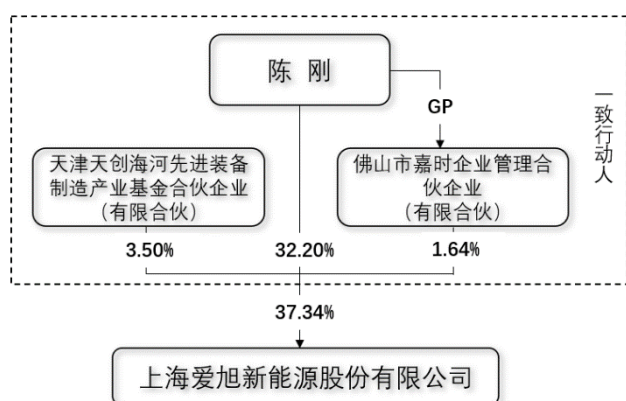 陈 刚
GP
一致行动人
天津天创海河先进装备
制造产业基金合伙企业
（有限合伙）
佛山市嘉时企业管理合
伙企业
（有限合伙）
3.50%
32.20%
1.64%
37.34%
上海爱旭新能源股份有限公司